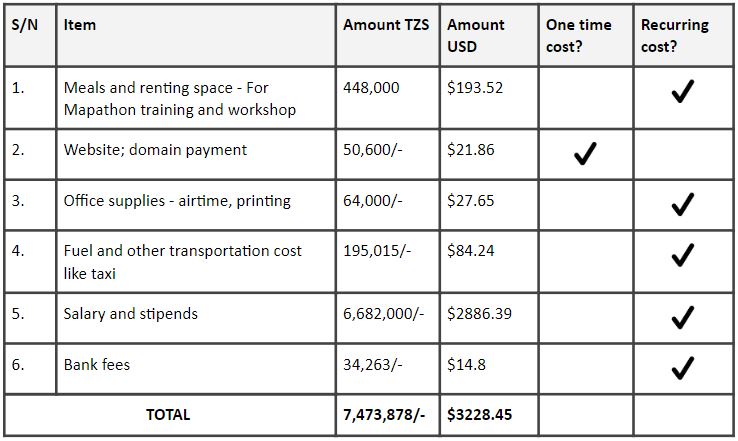 S/N Item Amount TZS Amount USD One time cost? Recurring cost?
1. Meals and renting space - For Mapathon training and workshop 448,000 $193.52 ✓
2. Website; domain payment 50,600/- $21.86 ✓
3. Office supplies - airtime, printing 64,000/- $27.65 ✓
4. Fuel and other transportation cost like taxi 195,015/- $84.24 ✓
5. Salary and stipends 6,682,000/- $2886.39 ✓
6. Bank fees 34,263/- $14.8 ✓
TOTAL 7,473,878/- $3228.45